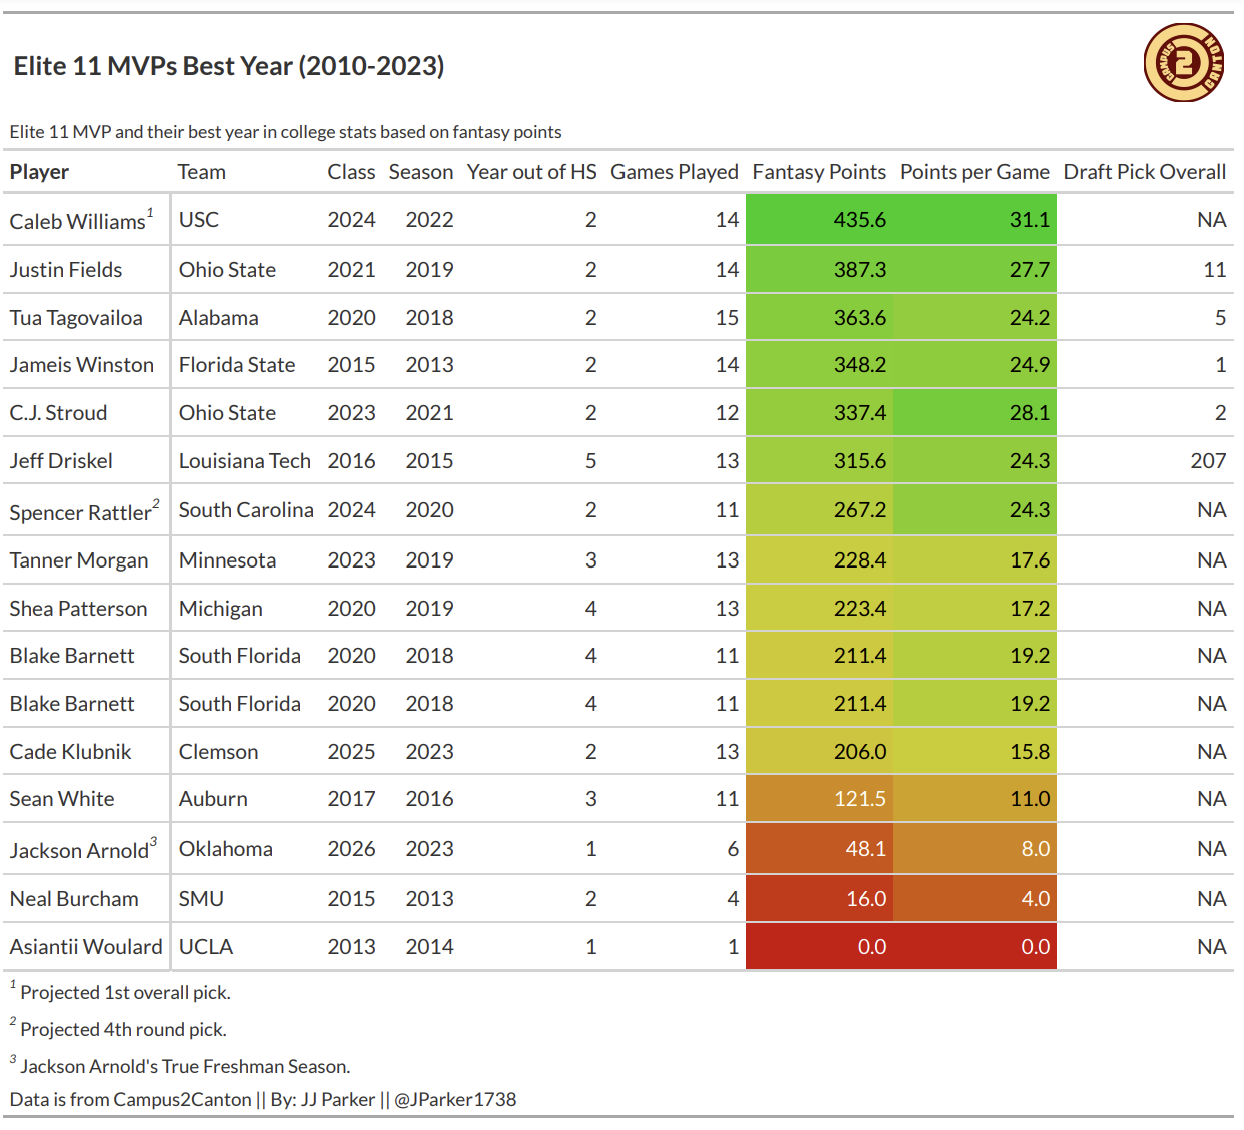 Elite 11 MVPs Best Year (2010-2023)
CAMPUS 2 CANTON
Elite 11 MVP and their best year in college stats based on fantasy points
Player Team Class Season Year out of HS Games Played Fantasy Points Points per Game Draft Pick Overall
Caleb Williams1 USC 2024 2022 2 14 435.6 31.1 NA
Justin Fields Ohio State 2021 2019 2 14 387.3 27.7 11
Tua Tagovailoa Alabama 2020 2018 2 15 363.6 24.2 5
Jameis Winston Florida State 2015 2013 2 14 348.2 24.9 1
C.J. Stroud Ohio State 2023 2021 2 12 337.4 28.1 2
Jeff Driskel Louisiana Tech 2016 2015 5 13 315.6 24.3 207
Spencer Rattler2 South Carolina 2024 2020 2 11 267.2 24.3 NA
Tanner Morgan Minnesota 2023 2019 3 13 228.4 17.6 NA
Shea Patterson Michigan 2020 2019 4 13 223.4 17.2 NA
Blake Barnett South Florida 2020 2018 4 11 211.4 19.2 NA
Blake Barnett South Florida 2020 2018 4 11 211.4 19.2 NA
Cade Klubnik Clemson 2025 2023 2 13 206.0 15.8 NA
Sean White Auburn 2017 2016 3 11 121.5 11.0 NA
Jackson Arnold3 Oklahoma 2026 2023 1 6 48.1 8.0 NA
Neal Burcham SMU 2015 2013 2 4 16.0 4.0 NA
Asiantii Woulard UCLA 2013 2014 1 1 0.0 0.0 NA
1 Projected 1st overall pick.
2 Projected 4th round pick.
3 Jackson Arnold's True Freshman Season.
Data is from Campus2Canton || By: JJ Parker || @JParker1738